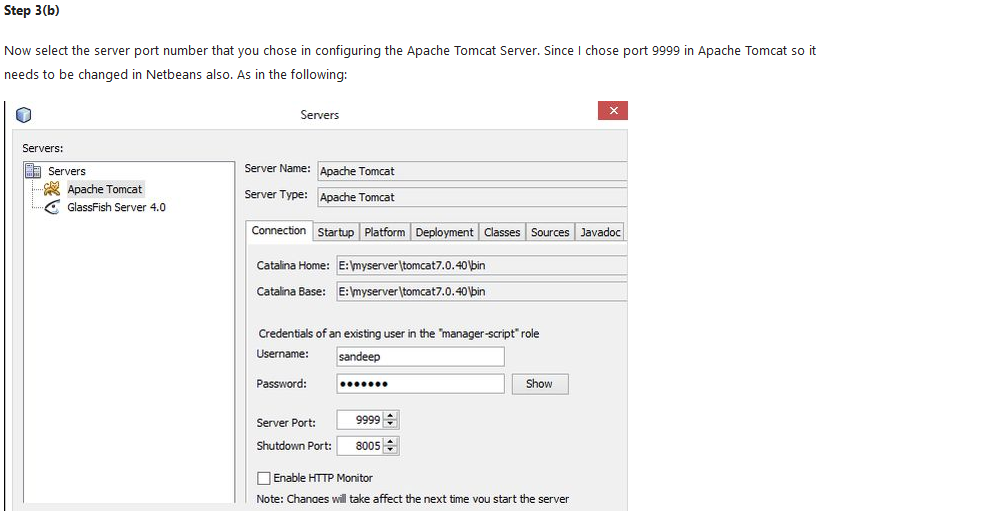 Step 3(b)
Now select the server port number that you chose in configuring the Apache Tomcat Server. Since I chose port 9999 in Apache Tomcat so it
needs to be changed in Netbeans also. As in the following:
Servers
Servers:
Servers
Apache Tomcat
GlassFish Server 4.0
Server Name: Apache Tomcat
Server Type: Apache Tomcat
Connection Startup Platform Deployment Classes Sources Javadoc
Catalina Home: E:\myserver\tomcat7.0.40\bin
Catalina Base: E:\myserver\tomcat7.0.40\bin
Credentials of an existing user in the "manager-script" role
Username: sandeep
Password: ●●●●●●● Show
Server Port: 9999
Shutdown Port: 8005
Enable HTTP Monitor
Note: Changes will take affect the next time you start the server